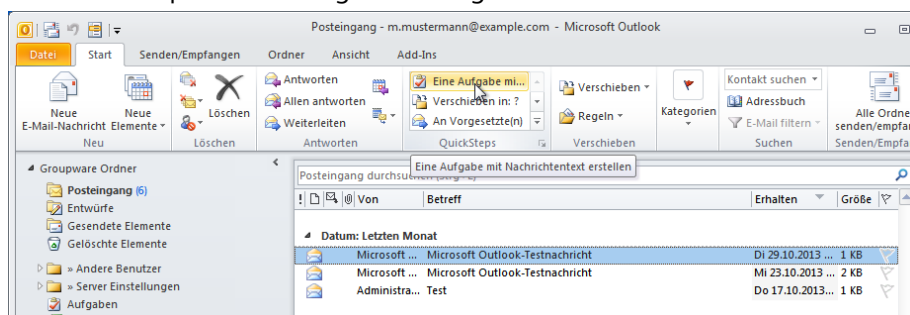 Posteingang - m.mustermann@example.com - Microsoft Outlook
Datei Start Senden/Empfangen Ordner Ansicht Add-Ins
Neue E-Mail-Nachricht
Neue Elemente
Neu
Löschen
Löschen
Antworten
Allen antworten
Weiterleiten
Antworten
Eine Aufgabe mi...
Verschieben in: ?
An Vorgesetzte(n)
QuickSteps
Verschieben
Regeln
Verschieben
Kategorien
Kontakt suchen
Adressbuch
E-Mail filtern
Suchen
Alle Ordne
senden/empfan
Senden/Empfa
Eine Aufgabe mit Nachrichtentext erstellen
Groupware Ordner
Posteingang (6)
Entwürfe
Gesendete Elemente
Gelöschte Elemente
» Andere Benutzer
» Server Einstellungen
Aufgaben
Posteingang durchsuchen
! Von Betreff Erhalten Größe
Datum: Letzten Monat
Microsoft ... Microsoft Outlook-Testnachricht Di 29.10.2013 ... 1 KB
Microsoft ... Microsoft Outlook-Testnachricht Mi 23.10.2013 ... 2 KB
Administra... Test Do 17.10.2013... 1 KB